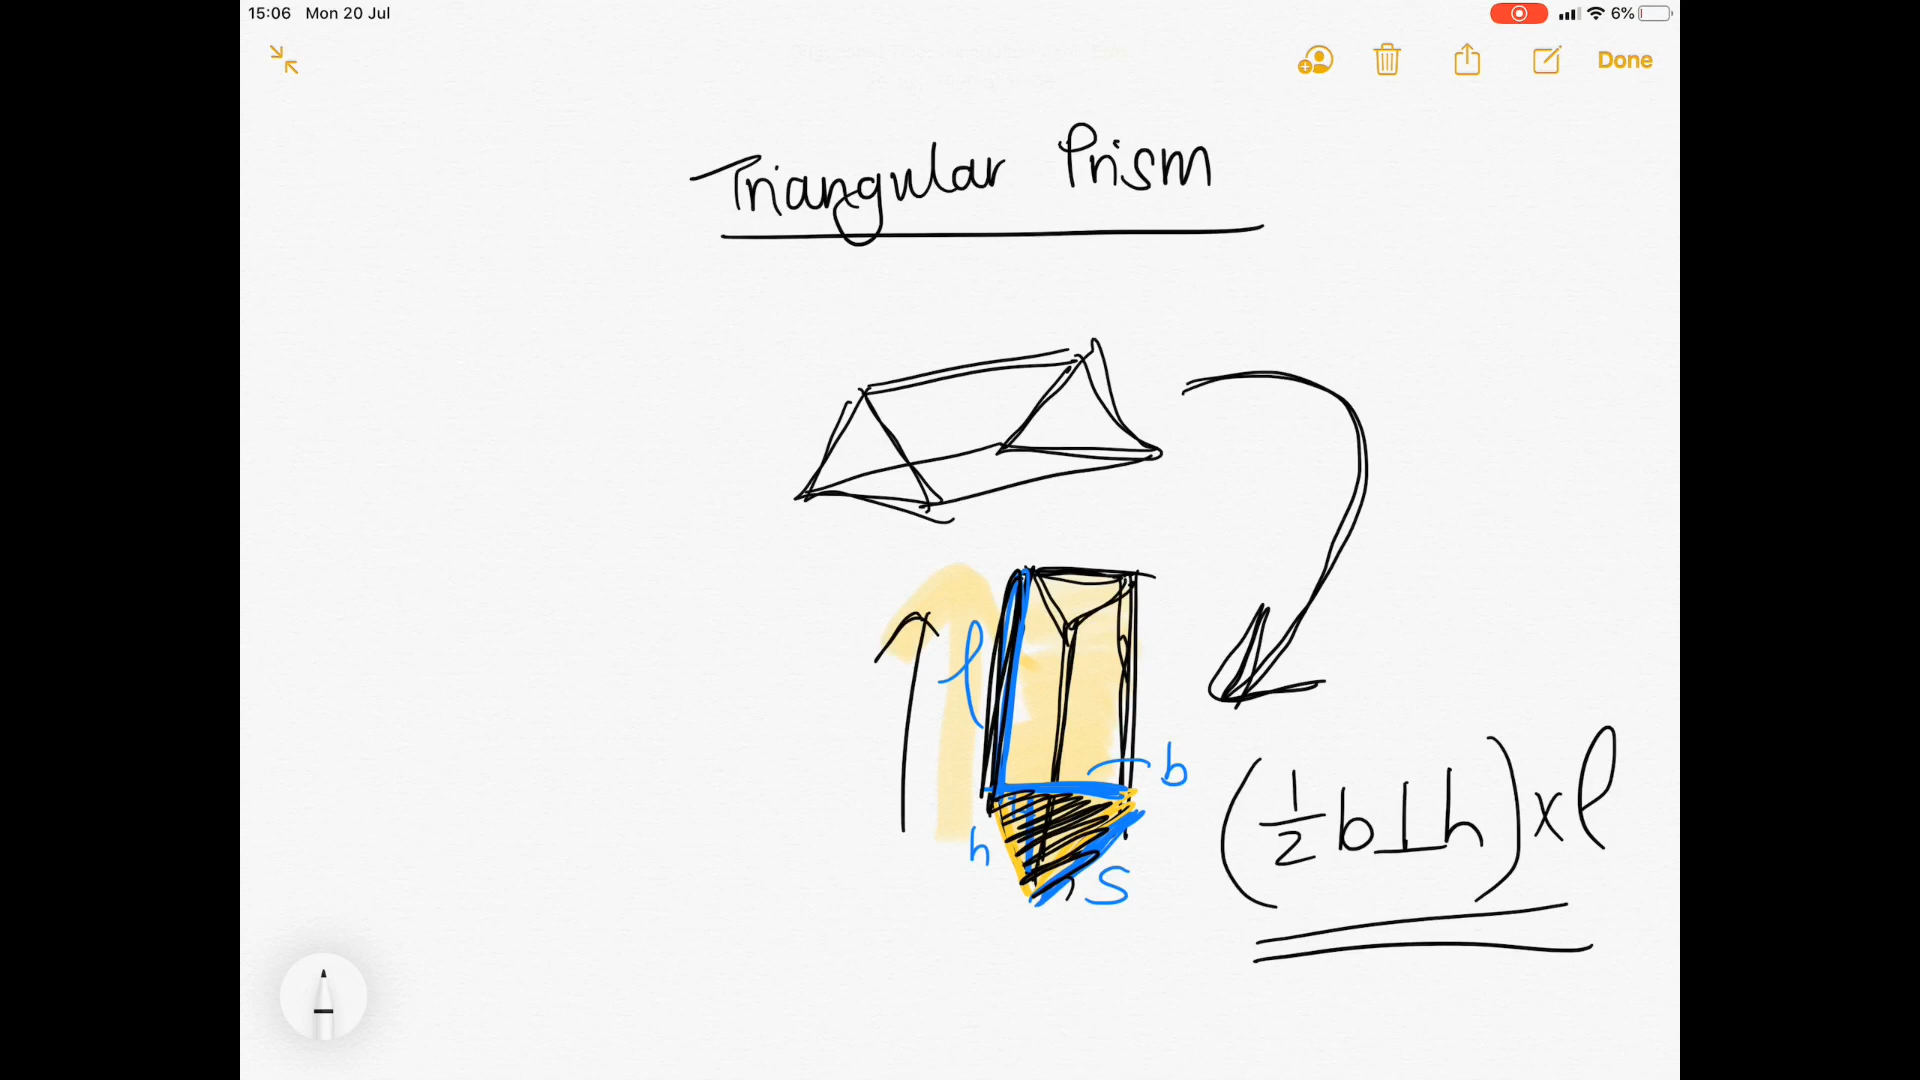 15:06 Mon 20 Jul
6%
Done
Triangular Prism
l
b
h
S
(1/2 b⊥h) x l